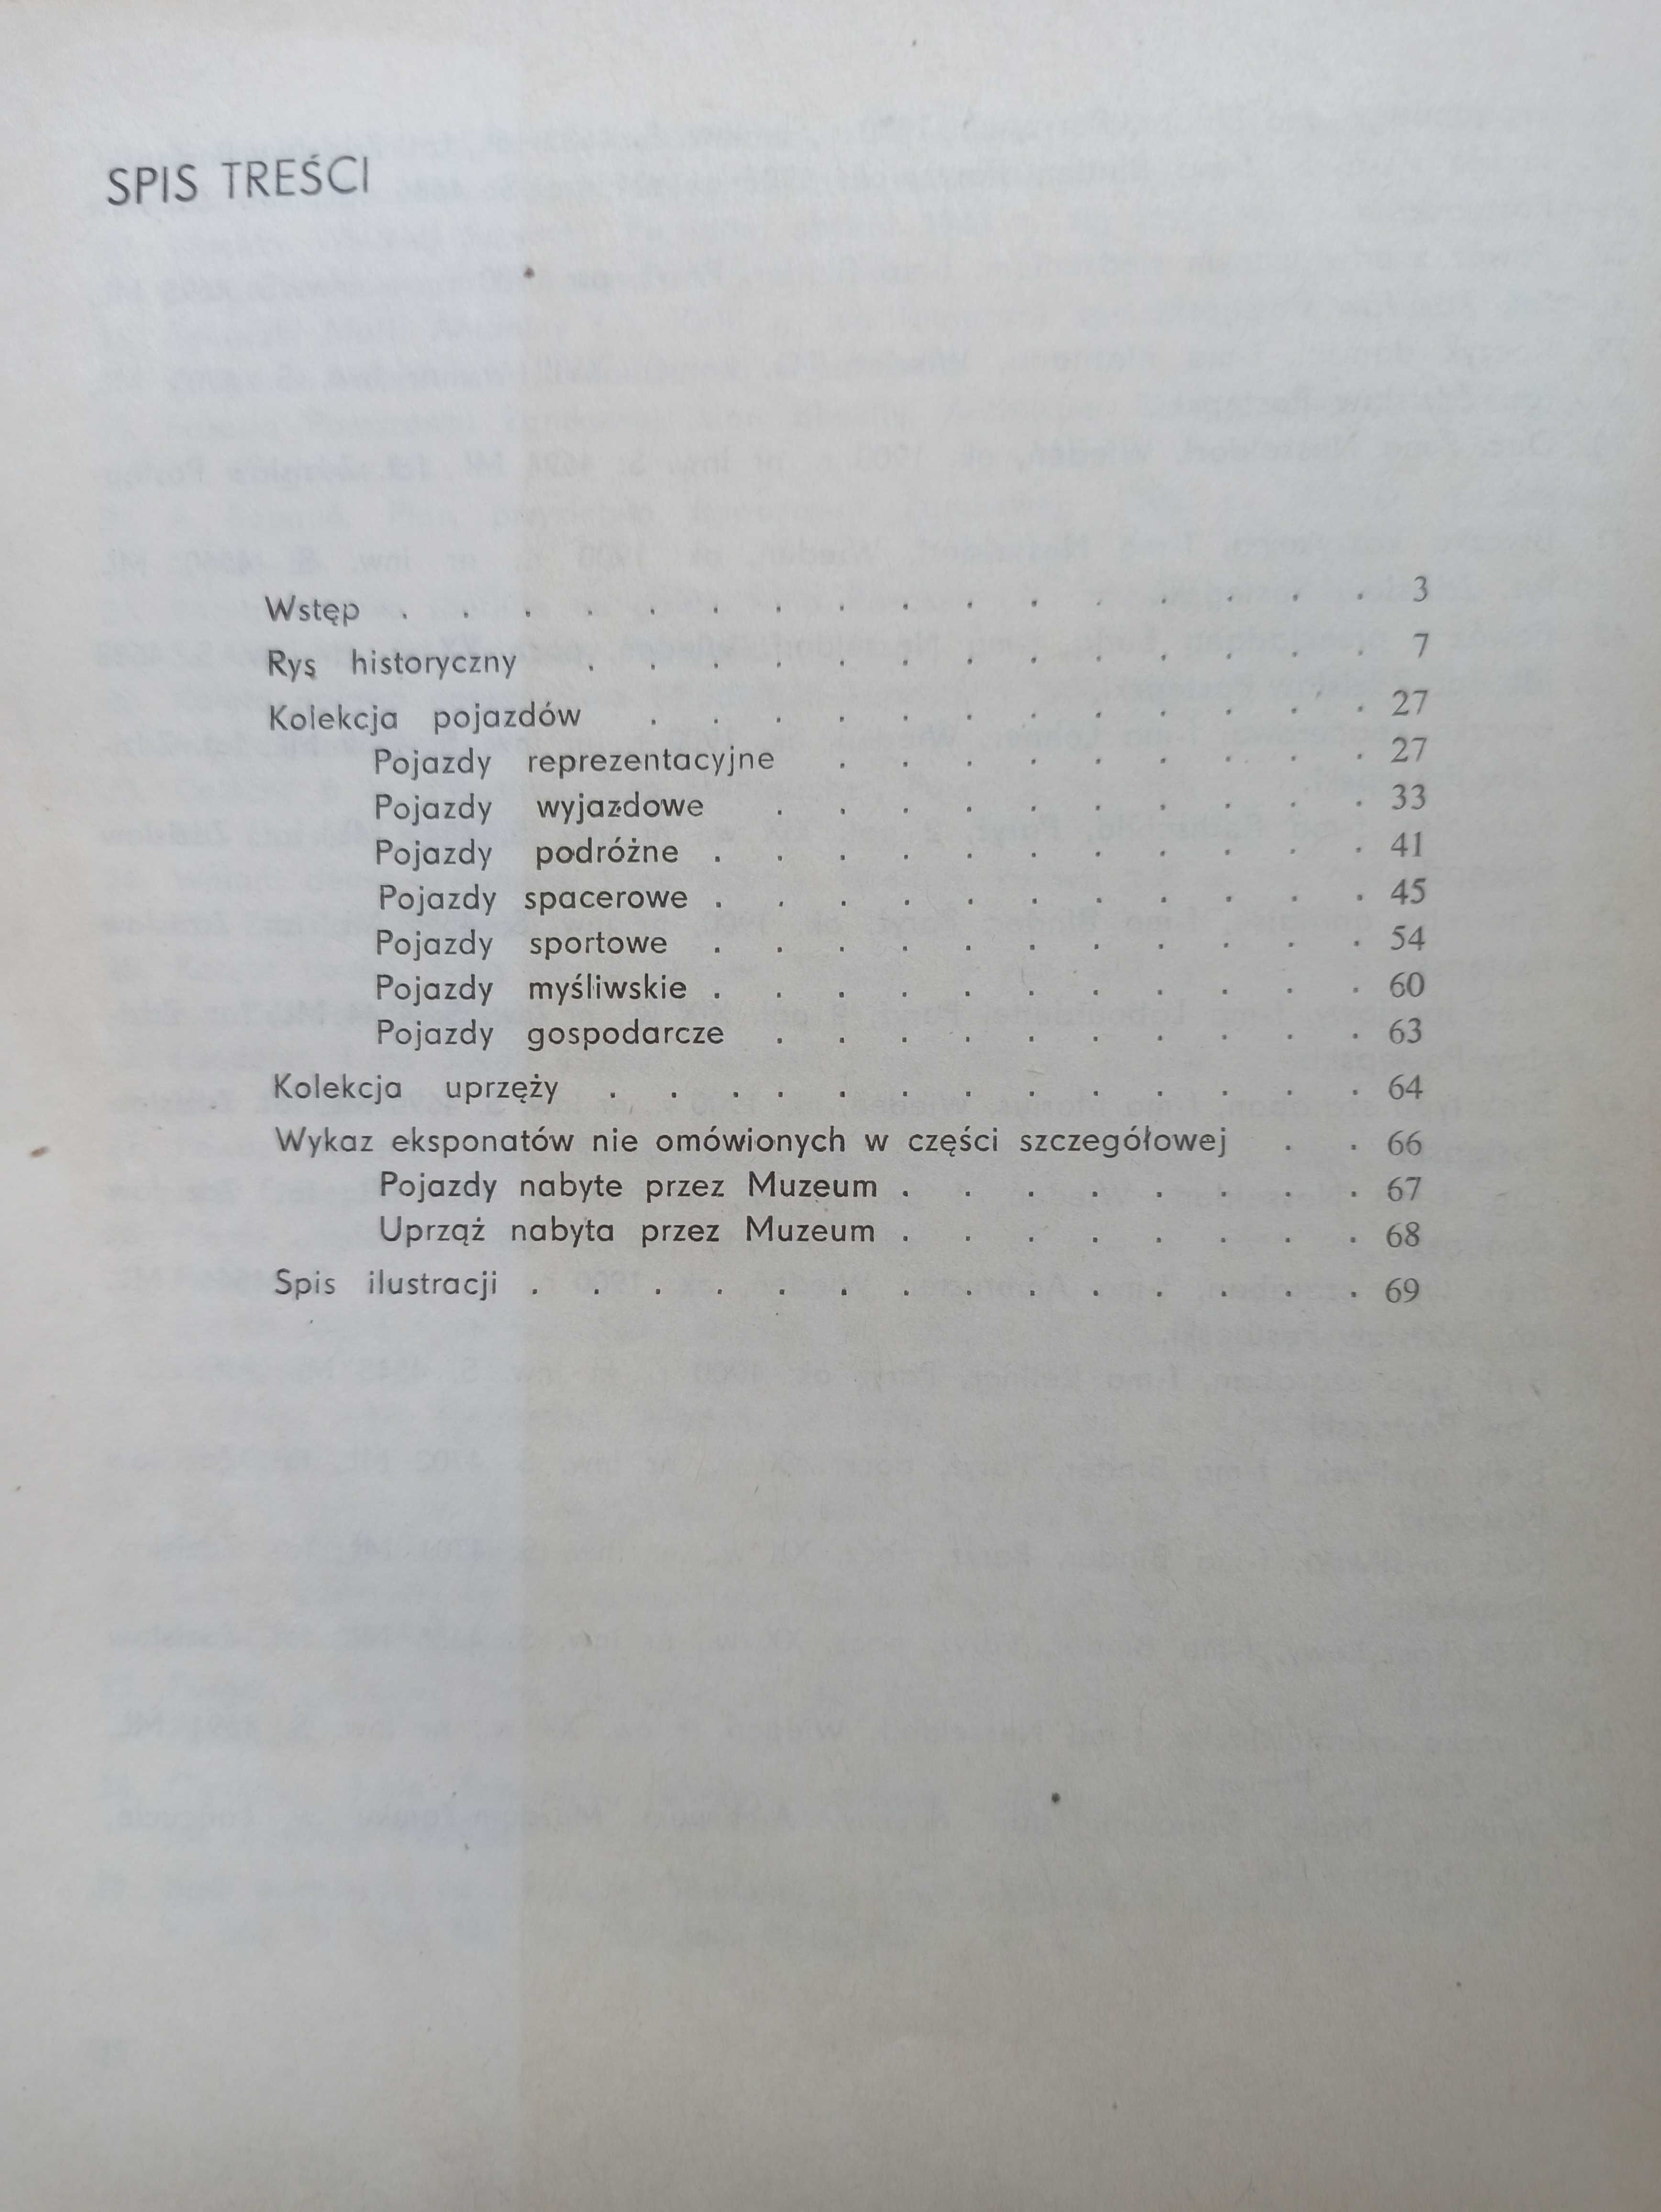 SPIS TREŚCI
Wstęp . . . . . . . . . . . . . . . . 3
Rys historyczny . . . . . . . . . . . . . 7
Kolekcja pojazdów . . . . . . . . . . . . 27
Pojazdy reprezentacyjne . . . . . . . . . 27
Pojazdy wyjazdowe . . . . . . . . . . 33
Pojazdy podróżne . . . . . . . . . . . 41
Pojazdy spacerowe . . . . . . . . . . . 45
Pojazdy sportowe . . . . . . . . . . . 54
Pojazdy myśliwskie . . . . . . . . . . . 60
Pojazdy gospodarcze . . . . . . . . . . 63
Kolekcja uprzęży . . . . . . . . . . . . . 64
Wykaz eksponatów nie omówionych w części szczegółowej . . 66
Pojazdy nabyte przez Muzeum . . . . . . . . 67
Uprząż nabyta przez Muzeum . . . . . . . . 68
Spis ilustracji . . . . . . . . . . . . . . 69